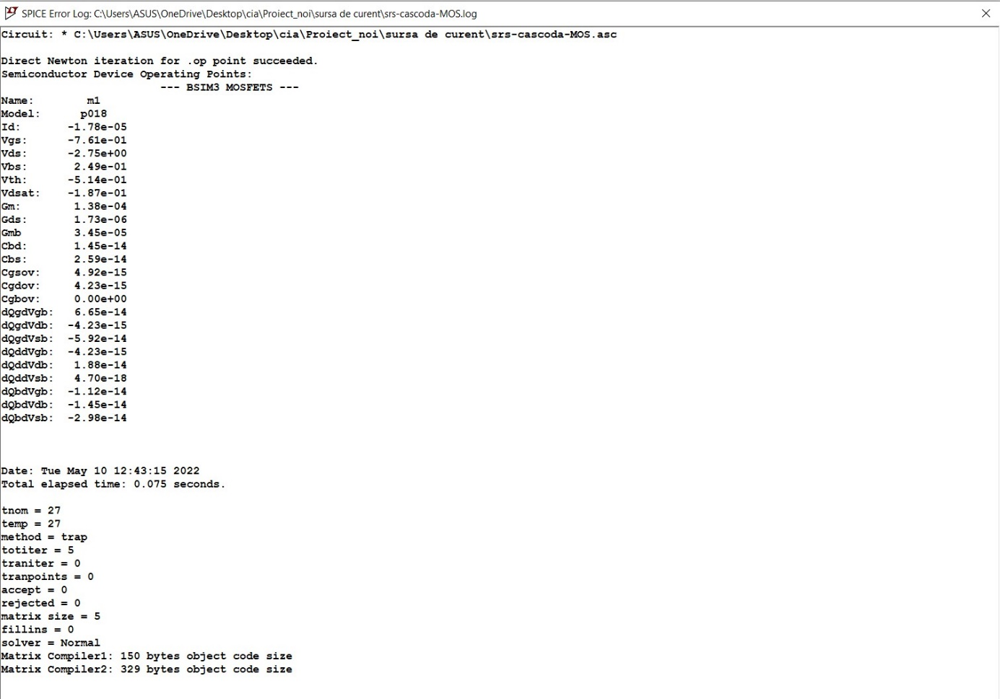 SPICE Error Log: C:\Users\ASUS\OneDrive\Desktop\cia\Proiect_noi\sursa de curent\srs-cascoda-MOS.log
Circuit: * C:\Users\ASUS\OneDrive\Desktop\cia\Proiect_noi\sursa de curent\srs-cascoda-MOS.asc
Direct Newton iteration for .op point succeeded.
Semiconductor Device Operating Points:
--- BSIM3 MOSFETS ---
Name: m1
Model: p018
Id: -1.78e-05
Vgs: -7.61e-01
Vds: -2.75e+00
Vbs: 2.49e-01
Vth: -5.14e-01
Vdsat: -1.87e-01
Gm: 1.38e-04
Gds: 1.73e-06
Gmb 3.45e-05
Cbd: 1.45e-14
Cbs: 2.59e-14
Cgsov: 4.92e-15
Cgdov: 4.23e-15
Cgbov: 0.00e+00
dQgdVgb: 6.65e-14
dQgdVdb: -4.23e-15
dQgdVsb: -5.92e-14
dQddVgb: -4.23e-15
dQddVdb: 1.88e-14
dQddVsb: 4.70e-18
dQbdVgb: -1.12e-14
dQbdVdb: -1.45e-14
dQbdVsb: -2.98e-14
Date: Tue May 10 12:43:15 2022
Total elapsed time: 0.075 seconds.
tnom = 27
temp = 27
method = trap
totiter = 5
traniter = 0
tranpoints = 0
accept = 0
rejected = 0
matrix size = 5
fillins = 0
solver = Normal
Matrix Compiler1: 150 bytes object code size
Matrix Compiler2: 329 bytes object code size